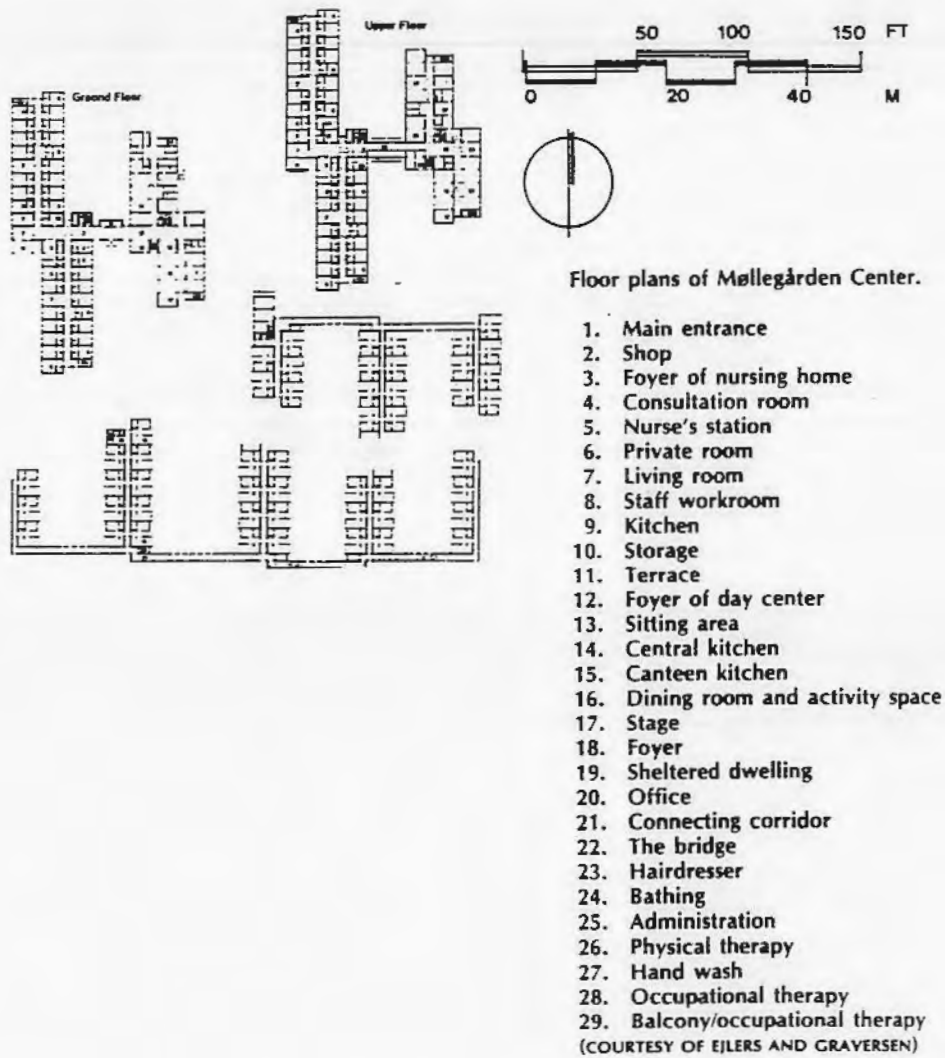 Upper Floor
Ground Floor
50 100 150 FT
0 20 40 M
Floor plans of Møllegården Center.
1. Main entrance
2. Shop
3. Foyer of nursing home
4. Consultation room
5. Nurse's station
6. Private room
7. Living room
8. Staff workroom
9. Kitchen
10. Storage
11. Terrace
12. Foyer of day center
13. Sitting area
14. Central kitchen
15. Canteen kitchen
16. Dining room and activity space
17. Stage
18. Foyer
19. Sheltered dwelling
20. Office
21. Connecting corridor
22. The bridge
23. Hairdresser
24. Bathing
25. Administration
26. Physical therapy
27. Hand wash
28. Occupational therapy
29. Balcony/occupational therapy
(COURTESY OF EJLERS AND GRAVERSEN)